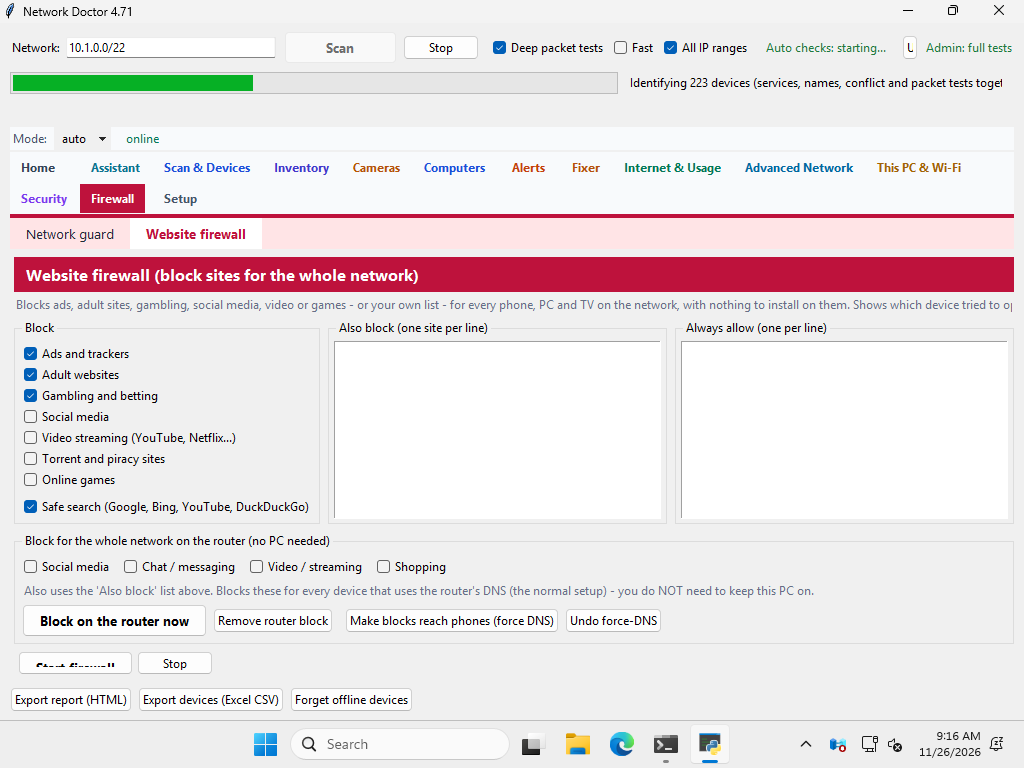 Network Doctor 4.71
Network: 10.1.0.0/22 Scan Stop Deep packet tests Fast All IP ranges Auto checks: starting... Admin: full tests
Identifying 223 devices (services, names, conflict and packet tests
Mode: auto online
Home Assistant Scan & Devices Inventory Cameras Computers Alerts Fixer Internet & Usage Advanced Network This PC & Wi-Fi
Security Firewall Setup
Network guard Website firewall
Website firewall (block sites for the whole network)
Blocks ads, adult sites, gambling, social media, video or games - or your own list - for every phone, PC and TV on the network, with nothing to install on them. Shows which device tried to
Block Also block (one site per line) Always allow (one per line)
Ads and trackers
Adult websites
Gambling and betting
Social media
Video streaming (YouTube, Netflix...)
Torrent and piracy sites
Online games
Safe search (Google, Bing, YouTube, DuckDuckGo)
Block for the whole network on the router (no PC needed)
Social media Chat / messaging Video / streaming Shopping
Also uses the 'Also block' list above. Blocks these for every device that uses the router's DNS (the normal setup) - you do NOT need to keep this PC on.
Block on the router now Remove router block Make blocks reach phones (force DNS) Undo force-DNS
Start firewall Stop
Export report (HTML) Export devices (Excel CSV) Forget offline devices
Search
9:16 AM
11/26/2026